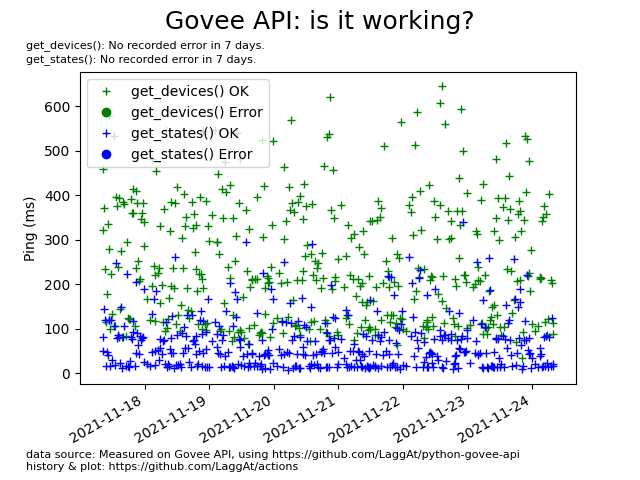 Govee API: is it working?
get_devices(): No recorded error in 7 days.
get_states(): No recorded error in 7 days.
get_devices() OK
get_devices() Error
get_states() OK
get_states() Error
Ping (ms)
600
500
400
300
200
100
0
2021-11-18
2021-11-19
2021-11-20
2021-11-21
2021-11-22
2021-11-23
2021-11-24
data source: Measured on Govee API, using https://github.com/LaggAt/python-govee-api
history & plot: https://github.com/LaggAt/actions